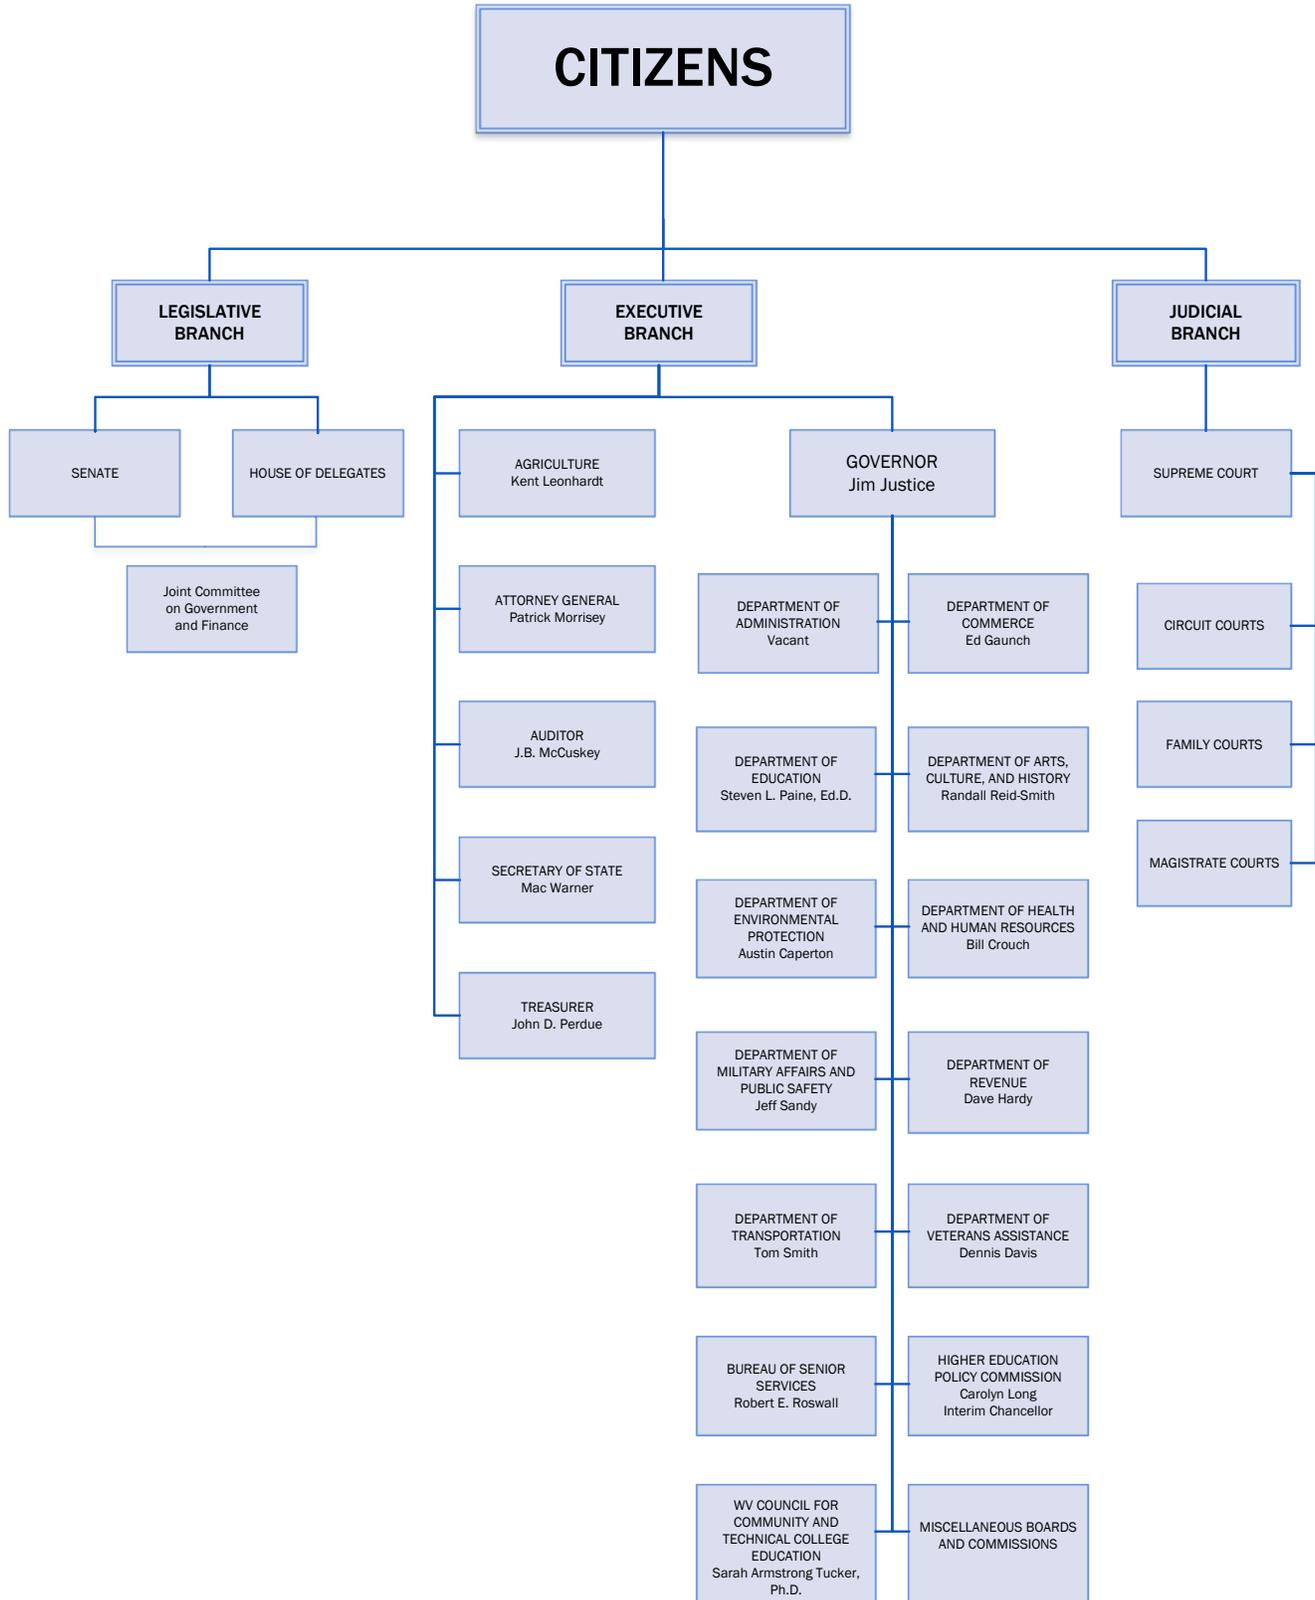 CITIZENS
LEGISLATIVE
BRANCH
EXECUTIVE
BRANCH
JUDICIAL
BRANCH
SENATE
HOUSE OF DELEGATES
Joint Committee
on Government
and Finance
AGRICULTURE
Kent Leonhardt
ATTORNEY GENERAL
Patrick Morrisey
AUDITOR
J.B. McCuskey
SECRETARY OF STATE
Mac Warner
TREASURER
John D. Perdue
GOVERNOR
Jim Justice
DEPARTMENT OF
ADMINISTRATION
Vacant
DEPARTMENT OF
COMMERCE
Ed Gaunch
DEPARTMENT OF
EDUCATION
Steven L. Paine, Ed.D.
DEPARTMENT OF ARTS,
CULTURE, AND HISTORY
Randall Reid-Smith
DEPARTMENT OF
ENVIRONMENTAL
PROTECTION
Austin Caperton
DEPARTMENT OF HEALTH
AND HUMAN RESOURCES
Bill Crouch
DEPARTMENT OF
MILITARY AFFAIRS AND
PUBLIC SAFETY
Jeff Sandy
DEPARTMENT OF
REVENUE
Dave Hardy
DEPARTMENT OF
TRANSPORTATION
Tom Smith
DEPARTMENT OF
VETERANS ASSISTANCE
Dennis Davis
BUREAU OF SENIOR
SERVICES
Robert E. Roswall
HIGHER EDUCATION
POLICY COMMISSION
Carolyn Long
Interim Chancellor
WV COUNCIL FOR
COMMUNITY AND
TECHNICAL COLLEGE
EDUCATION
Sarah Armstrong Tucker,
Ph.D.
MISCELLANEOUS BOARDS
AND COMMISSIONS
SUPREME COURT
CIRCUIT COURTS
FAMILY COURTS
MAGISTRATE COURTS